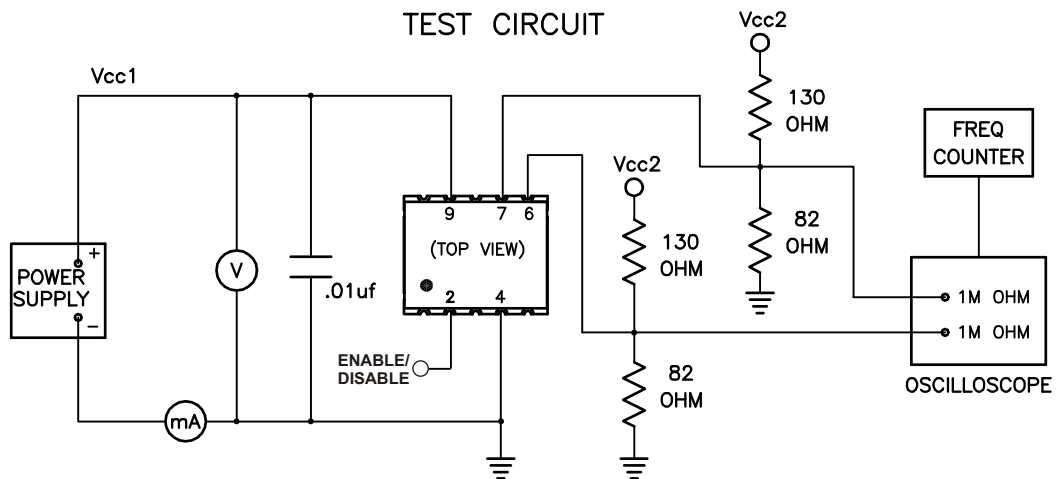 TEST CIRCUIT
Vcc1
Vcc2
130
OHM
FREQ
COUNTER
Vcc2
9 7 6
(TOP VIEW)
2 4
130
OHM
82
OHM
+
POWER
SUPPLY
−
V
.01uf
1M OHM
1M OHM
OSCILLOSCOPE
ENABLE/
DISABLE
82
OHM
mA